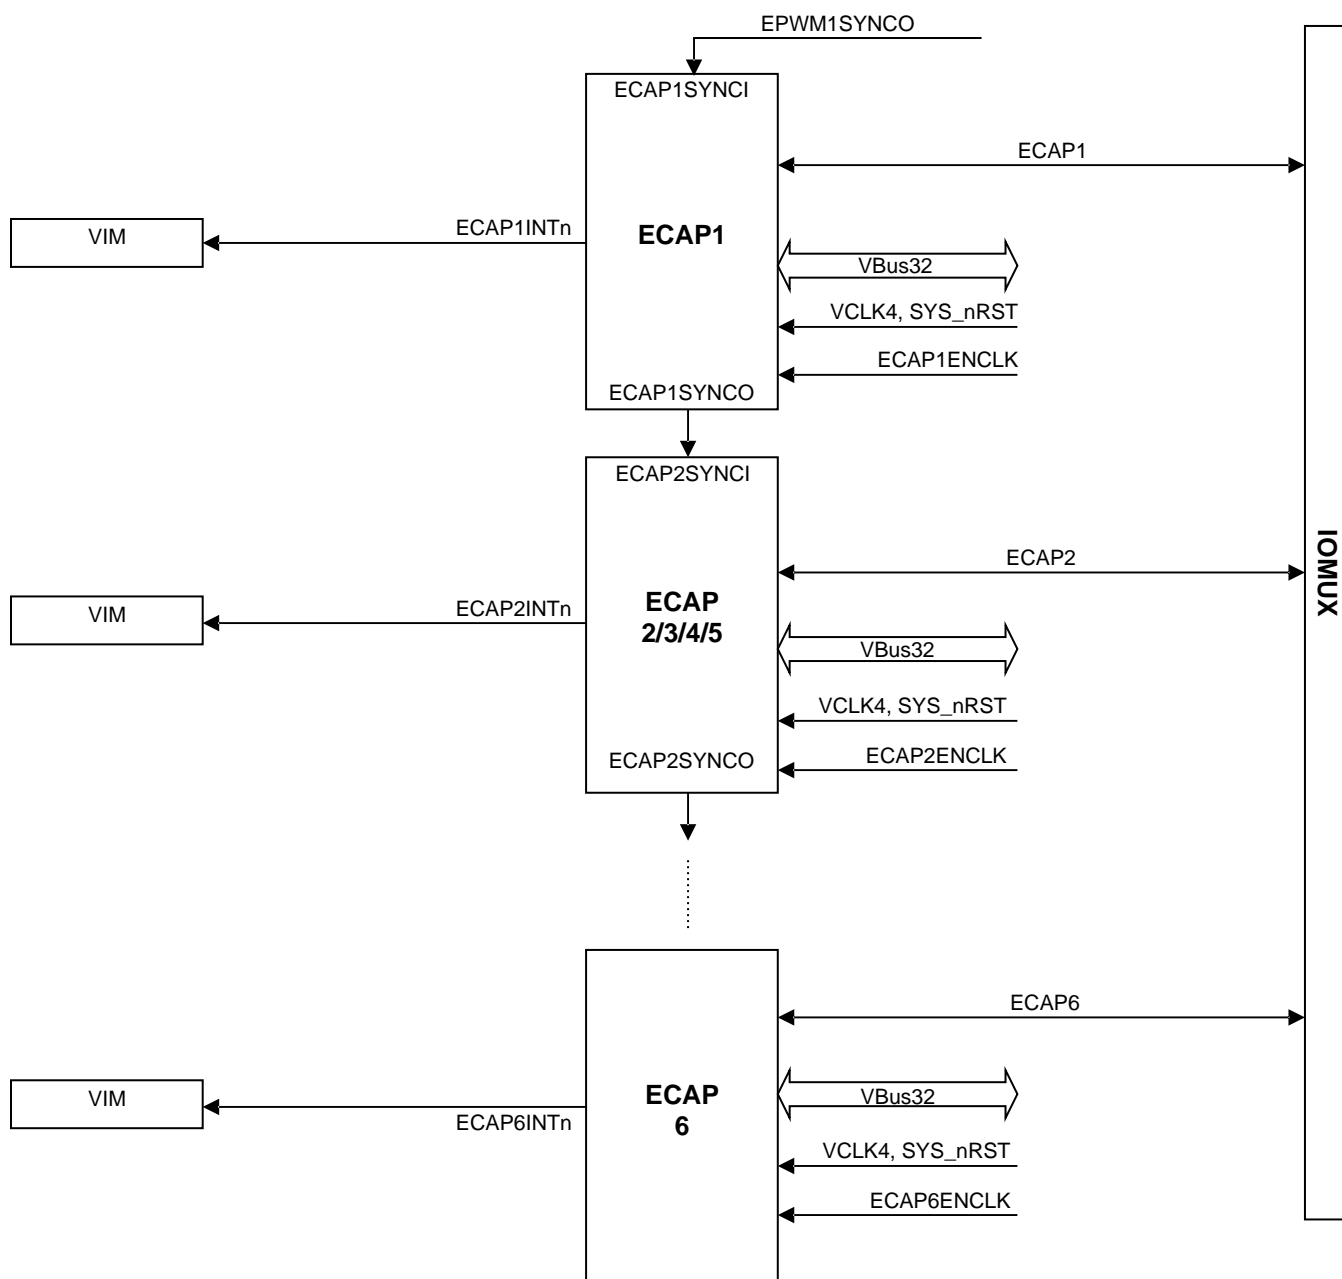 EPWM1SYNCO
ECAP1SYNCI
ECAP1
VIM
ECAP1INTn
ECAP1
VBus32
VCLK4, SYS_nRST
ECAP1ENCLK
ECAP1SYNCO
ECAP2SYNCI
IOMUX
ECAP2
VIM
ECAP2INTn
ECAP
2/3/4/5
VBus32
VCLK4, SYS_nRST
ECAP2SYNCO
ECAP2ENCLK
ECAP6
VIM
ECAP6INTn
ECAP
6
VBus32
VCLK4, SYS_nRST
ECAP6ENCLK